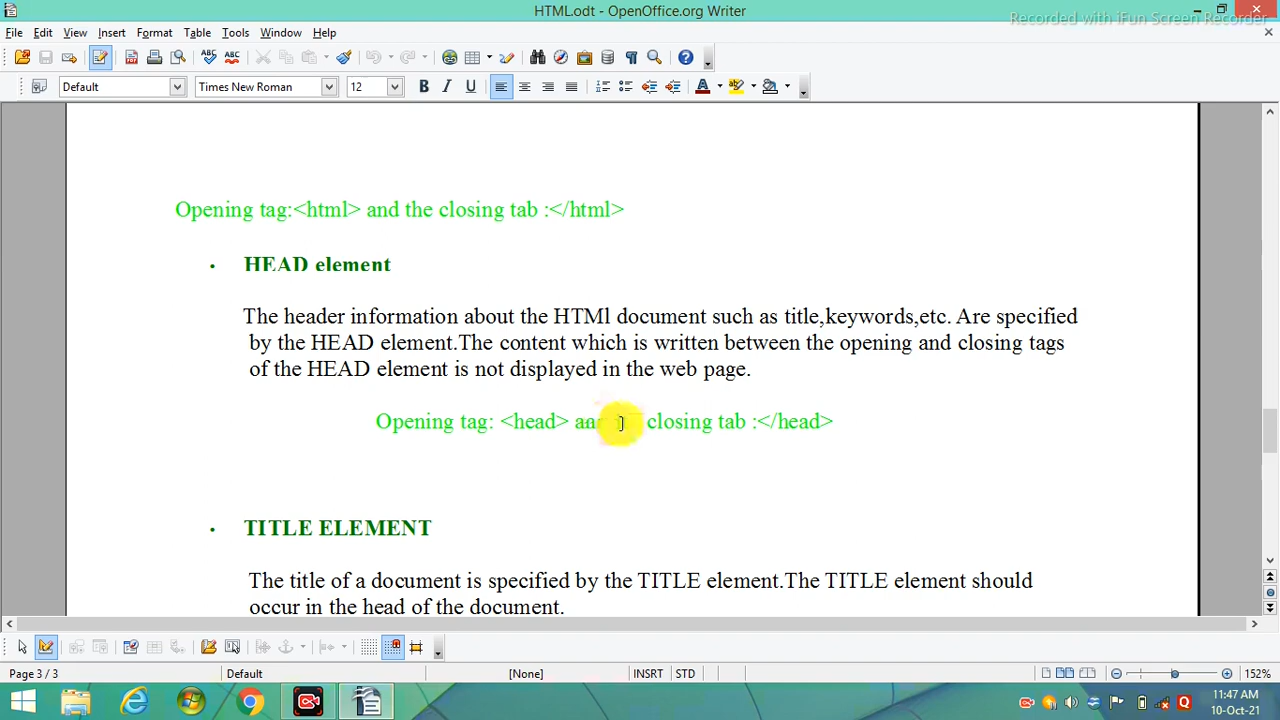 HTML.odt - OpenOffice.org Writer
Recorded with iFun Screen Recorder
File Edit View Insert Format Table Tools Window Help
Default Times New Roman 12
Opening tag:<html> and the closing tab :</html>
• HEAD element
The header information about the HTMl document such as title,keywords,etc. Are specified
by the HEAD element.The content which is written between the opening and closing tags
of the HEAD element is not displayed in the web page.
Opening tag: <head> and closing tab :</head>
• TITLE ELEMENT
The title of a document is specified by the TITLE element.The TITLE element should
occur in the head of the document.
Page 3 / 3 Default [None] INSRT STD 152%
11:47 AM
10-Oct-21